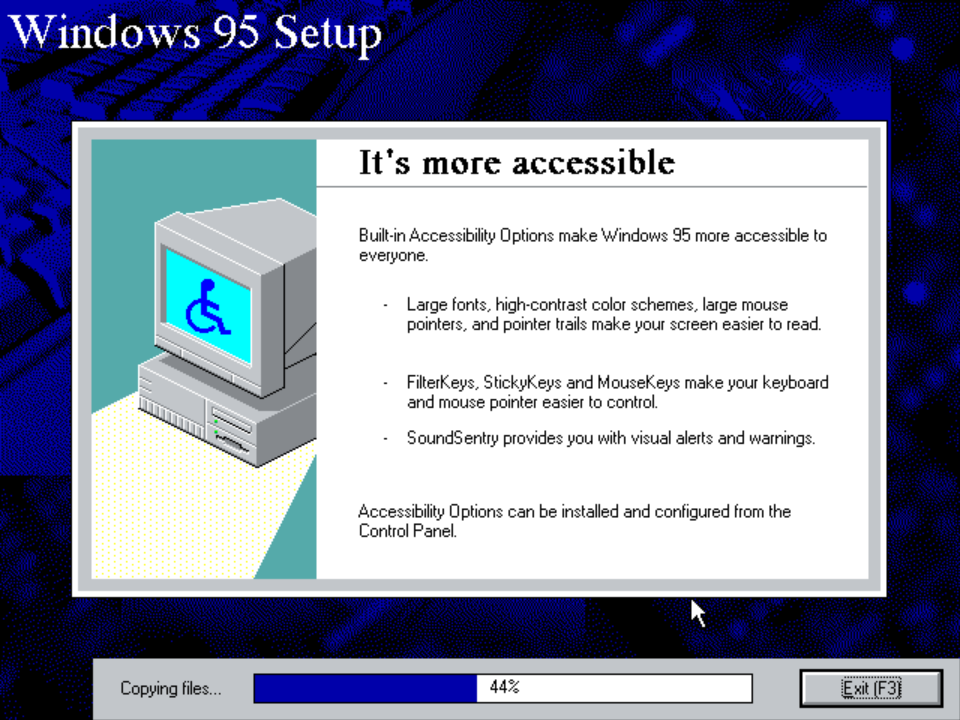 Windows 95 Setup
It's more accessible
Built-in Accessibility Options make Windows 95 more accessible to
everyone.
- Large fonts, high-contrast color schemes, large mouse
pointers, and pointer trails make your screen easier to read.
- FilterKeys, StickyKeys and MouseKeys make your keyboard
and mouse pointer easier to control.
- SoundSentry provides you with visual alerts and warnings.
Accessibility Options can be installed and configured from the
Control Panel.
Copying files... 44% Exit (F3)